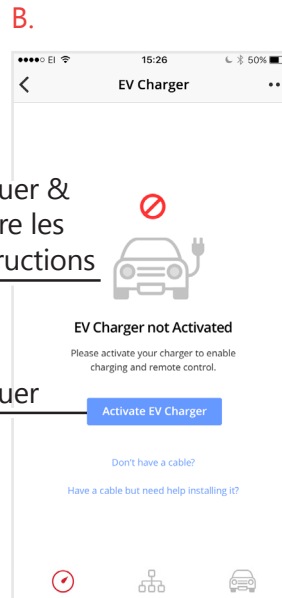 B.
EI 15:26 50%
EV Charger
uer &
re les
ructions
EV Charger not Activated
Please activate your charger to enable
charging and remote control.
uer
Activate EV Charger
Don't have a cable?
Have a cable but need help installing it?